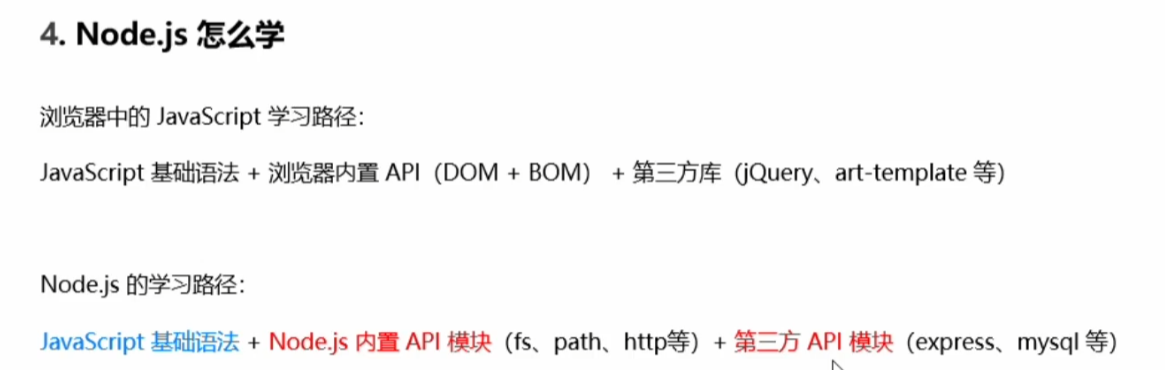 4. Node.js 怎么学
浏览器中的 JavaScript 学习路径：
JavaScript 基础语法 + 浏览器内置 API（DOM + BOM） + 第三方库（jQuery、art-template 等）
Node.js 的学习路径：
JavaScript 基础语法 + Node.js 内置 API 模块（fs、path、http等）+ 第三方 API 模块（express、mysql 等）